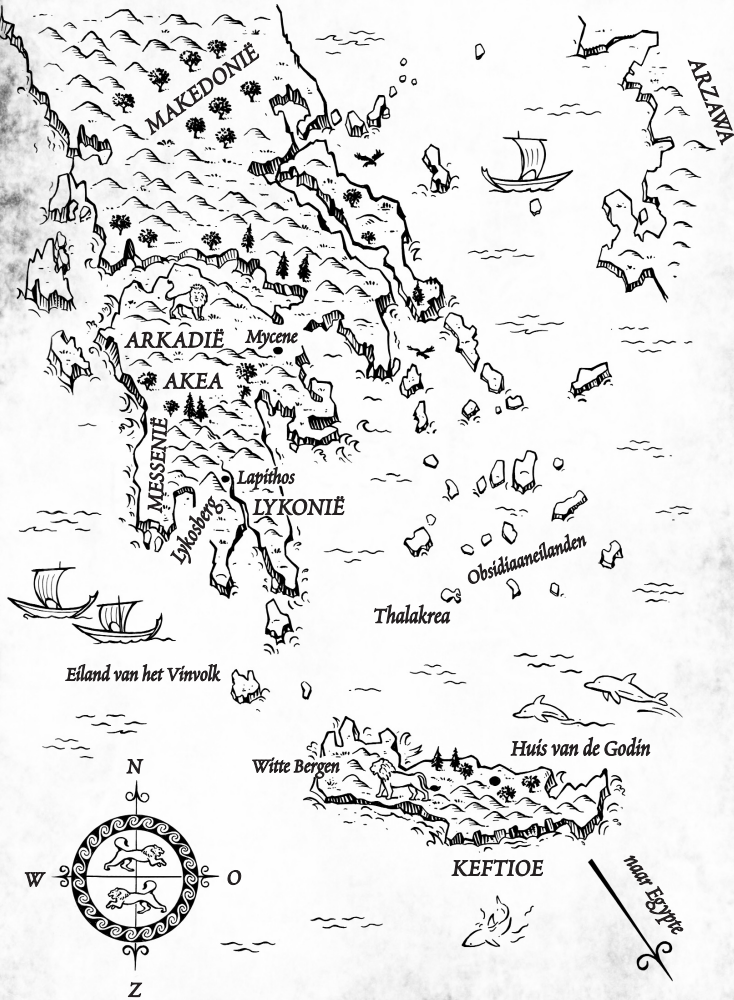 MAKEDONIË
ARZAWA
ARKADIË
Mycene
AKEA
MESSENIË
Lapithos
LYKONIË
Lykosberg
Obsidiaaneilanden
Thalakrea
Eiland van het Vinvolk
Huis van de Godin
Witte Bergen
KEFTIOE
naar Egypte
N
W
O
Z